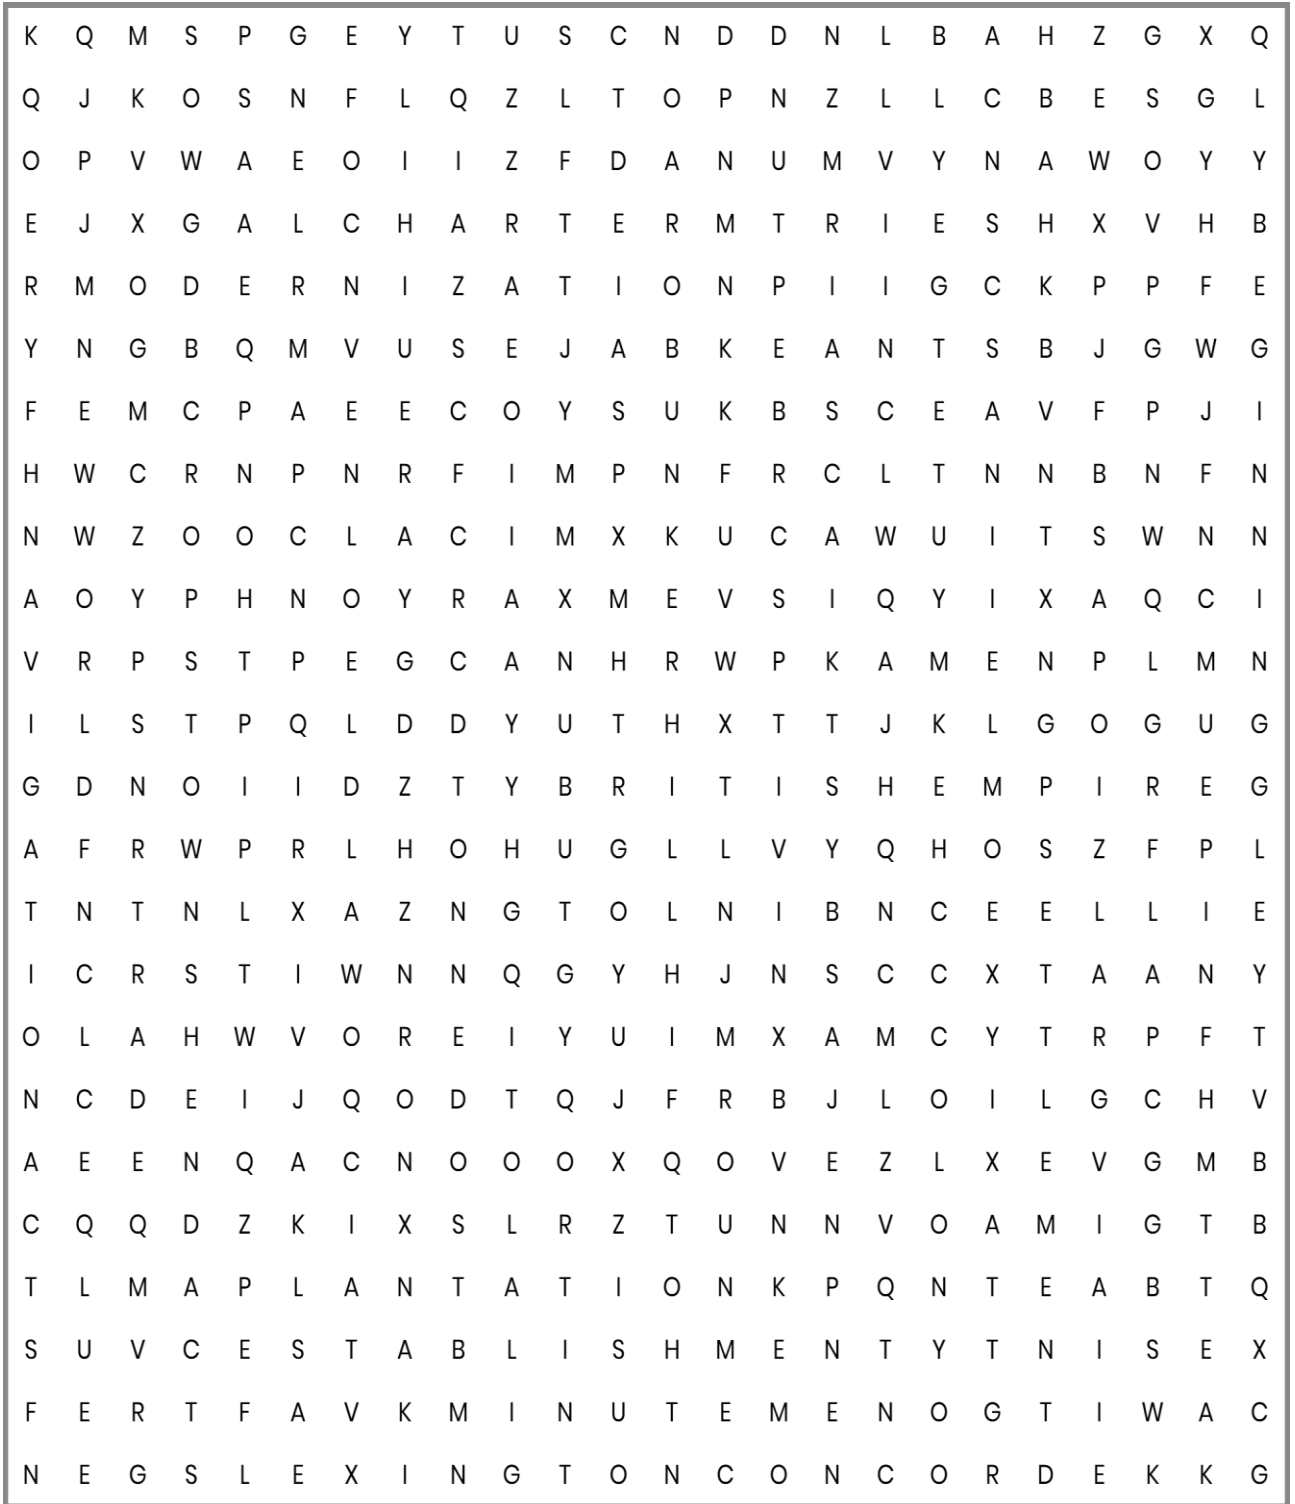 K Q M S P G E Y T U S C N D D N L B A H Z G X Q
Q J K O S N F L Q Z L T O P N Z L L C B E S G L
O P V W A E O I I Z F D A N U M V Y N A W O Y Y
E J X G A L C H A R T E R M T R I E S H X V H B
R M O D E R N I Z A T I O N P I I G C K P P F E
Y N G B Q M V U S E J A B K E A N T S B J G W G
F E M C P A E E C O Y S U K B S C E A V F P J I
H W C R N P N R F I M P N F R C L T N N B N F N
N W Z O O C L A C I M X K U C A W U I T S W N N
A O Y P H N O Y R A X M E V S I Q Y I X A Q C I
V R P S T P E G C A N H R W P K A M E N P L M N
I L S T P Q L D D Y U T H X T T J K L G O G U G
G D N O I I D Z T Y B R I T I S H E M P I R E G
A F R W P R L H O H U G L L V Y Q H O S Z F P L
T N T N L X A Z N G T O L N I B N C E E L L I E
I C R S T I W N N Q G Y H J N S C C X T A A N Y
O L A H W V O R E I Y U I M X A M C Y T R P F T
N C D E I J Q O D T Q J F R B J L O I L G C H V
A E E N Q A C N O O O X Q O V E Z L X E V G M B
C Q Q D Z K I X S L R Z T U N N V O A M I G T B
T L M A P L A N T A T I O N K P Q N T E A B T Q
S U V C E S T A B L I S H M E N T Y T N I S E X
F E R T F A V K M I N U T E M E N O G T I W A C
N E G S L E X I N G T O N C O N C O R D E K K G